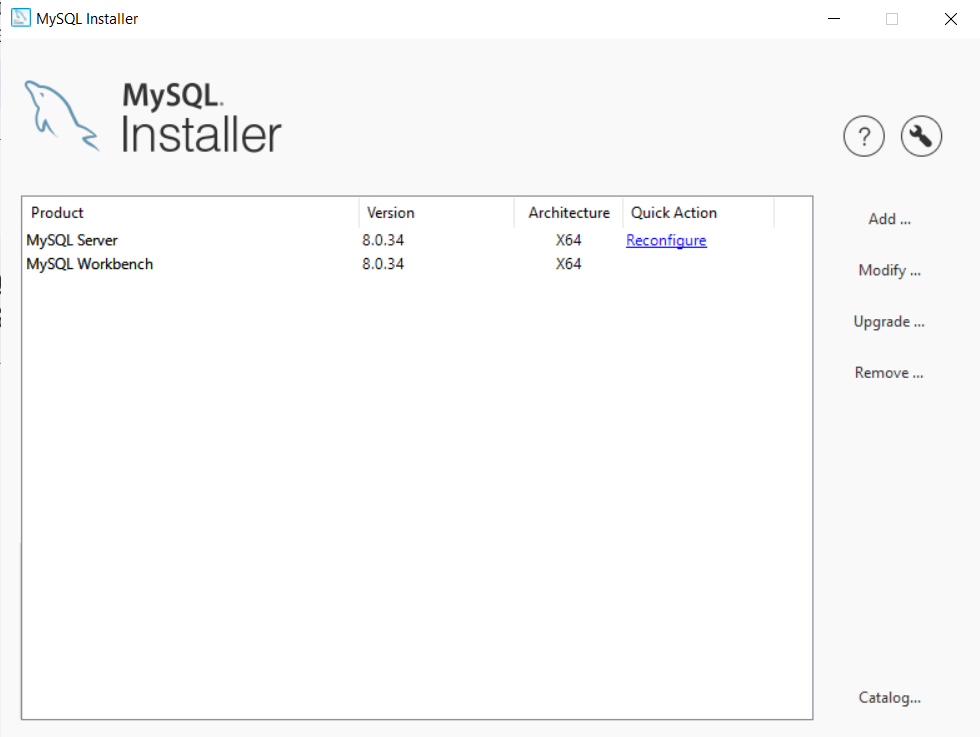 MySQL Installer
MySQL.
Installer
?
Product Version Architecture Quick Action
MySQL Server 8.0.34 X64 Reconfigure
MySQL Workbench 8.0.34 X64
Add ...
Modify ...
Upgrade ...
Remove ...
Catalog...